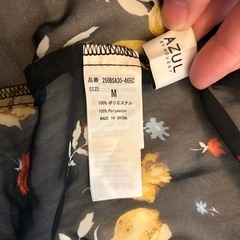 AZUL
品番 250BSA30-465C
SIZE
M
100% ポリエステル
100% Polyester
MADE IN CHINA